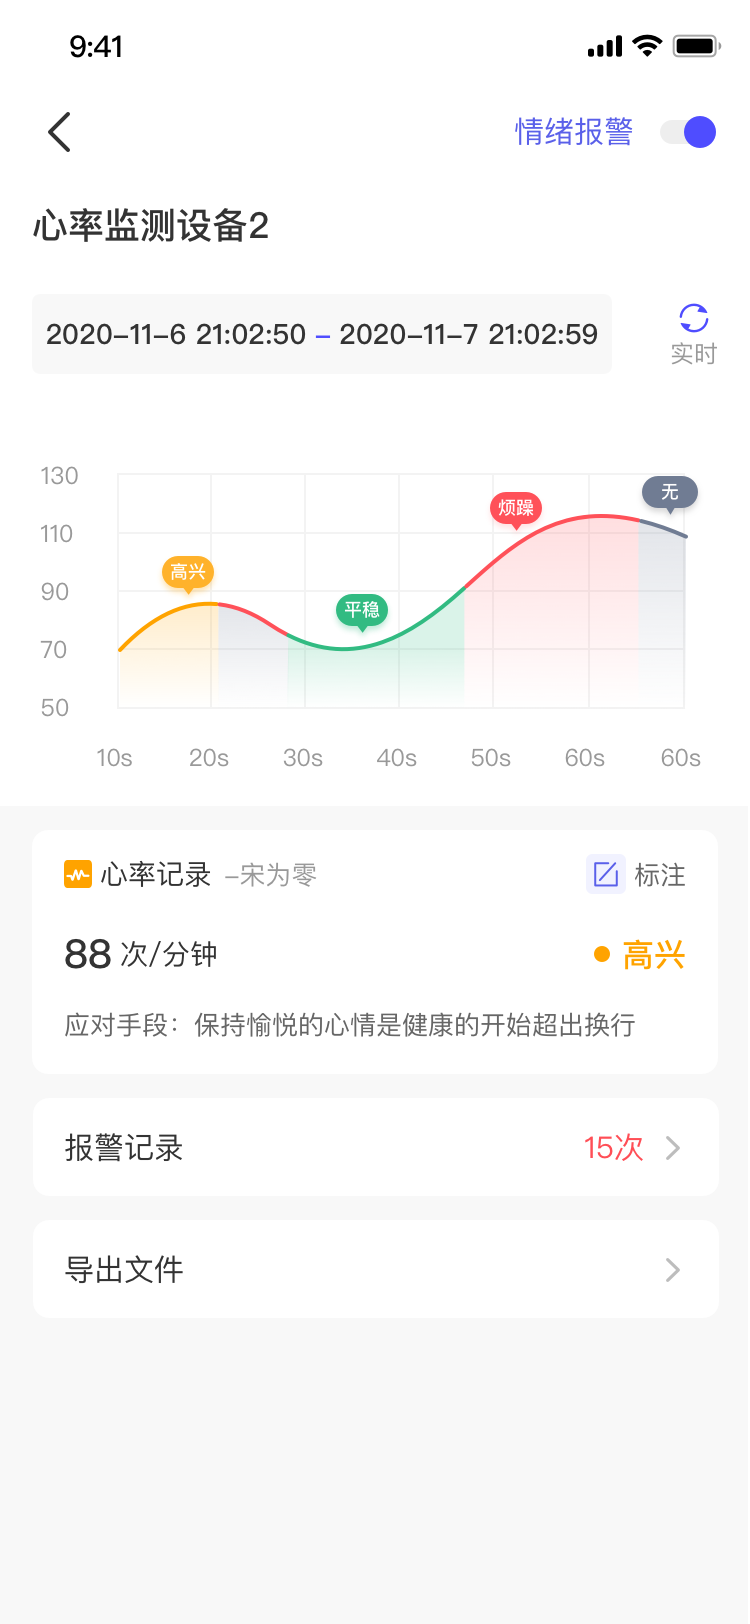 9:41
情绪报警
心率监测设备2
2020-11-6 21:02:50 - 2020-11-7 21:02:59
实时
130
110
90
70
50
高兴
平稳
烦躁
无
10s 20s 30s 40s 50s 60s 60s
心率记录 -宋为零
标注
88 次/分钟
高兴
应对手段：保持愉悦的心情是健康的开始超出换行
报警记录
15次
导出文件